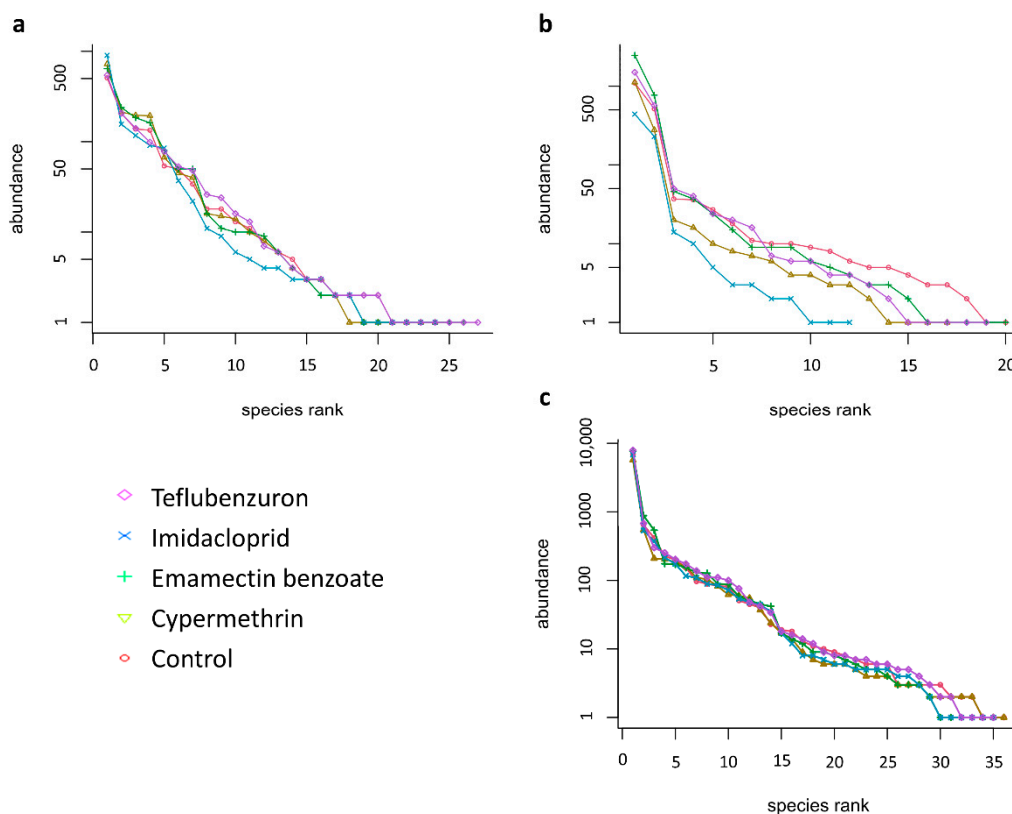 a
abundance
500
50
5
1
0 5 10 15 20 25
species rank
b
abundance
500
50
5
1
5 10 15 20
species rank
c
abundance
10,000
1000
100
10
1
0 5 10 15 20 25 30 35
species rank
Teflubenzuron
Imidacloprid
Emamectin benzoate
Cypermethrin
Control